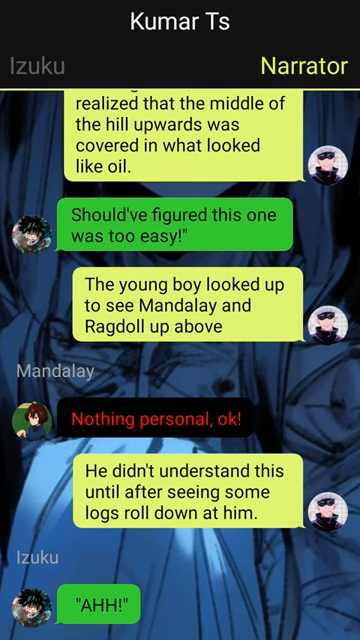 Kumar Ts
Izuku
Narrator
realized that the middle of
the hill upwards was
covered in what looked
like oil.
Should've figured this one
was too easy!"
The young boy looked up
to see Mandalay and
Ragdoll up above
Mandalay
Nothing personal, ok!
He didn't understand this
until after seeing some
logs roll down at him.
Izuku
"AHH!"